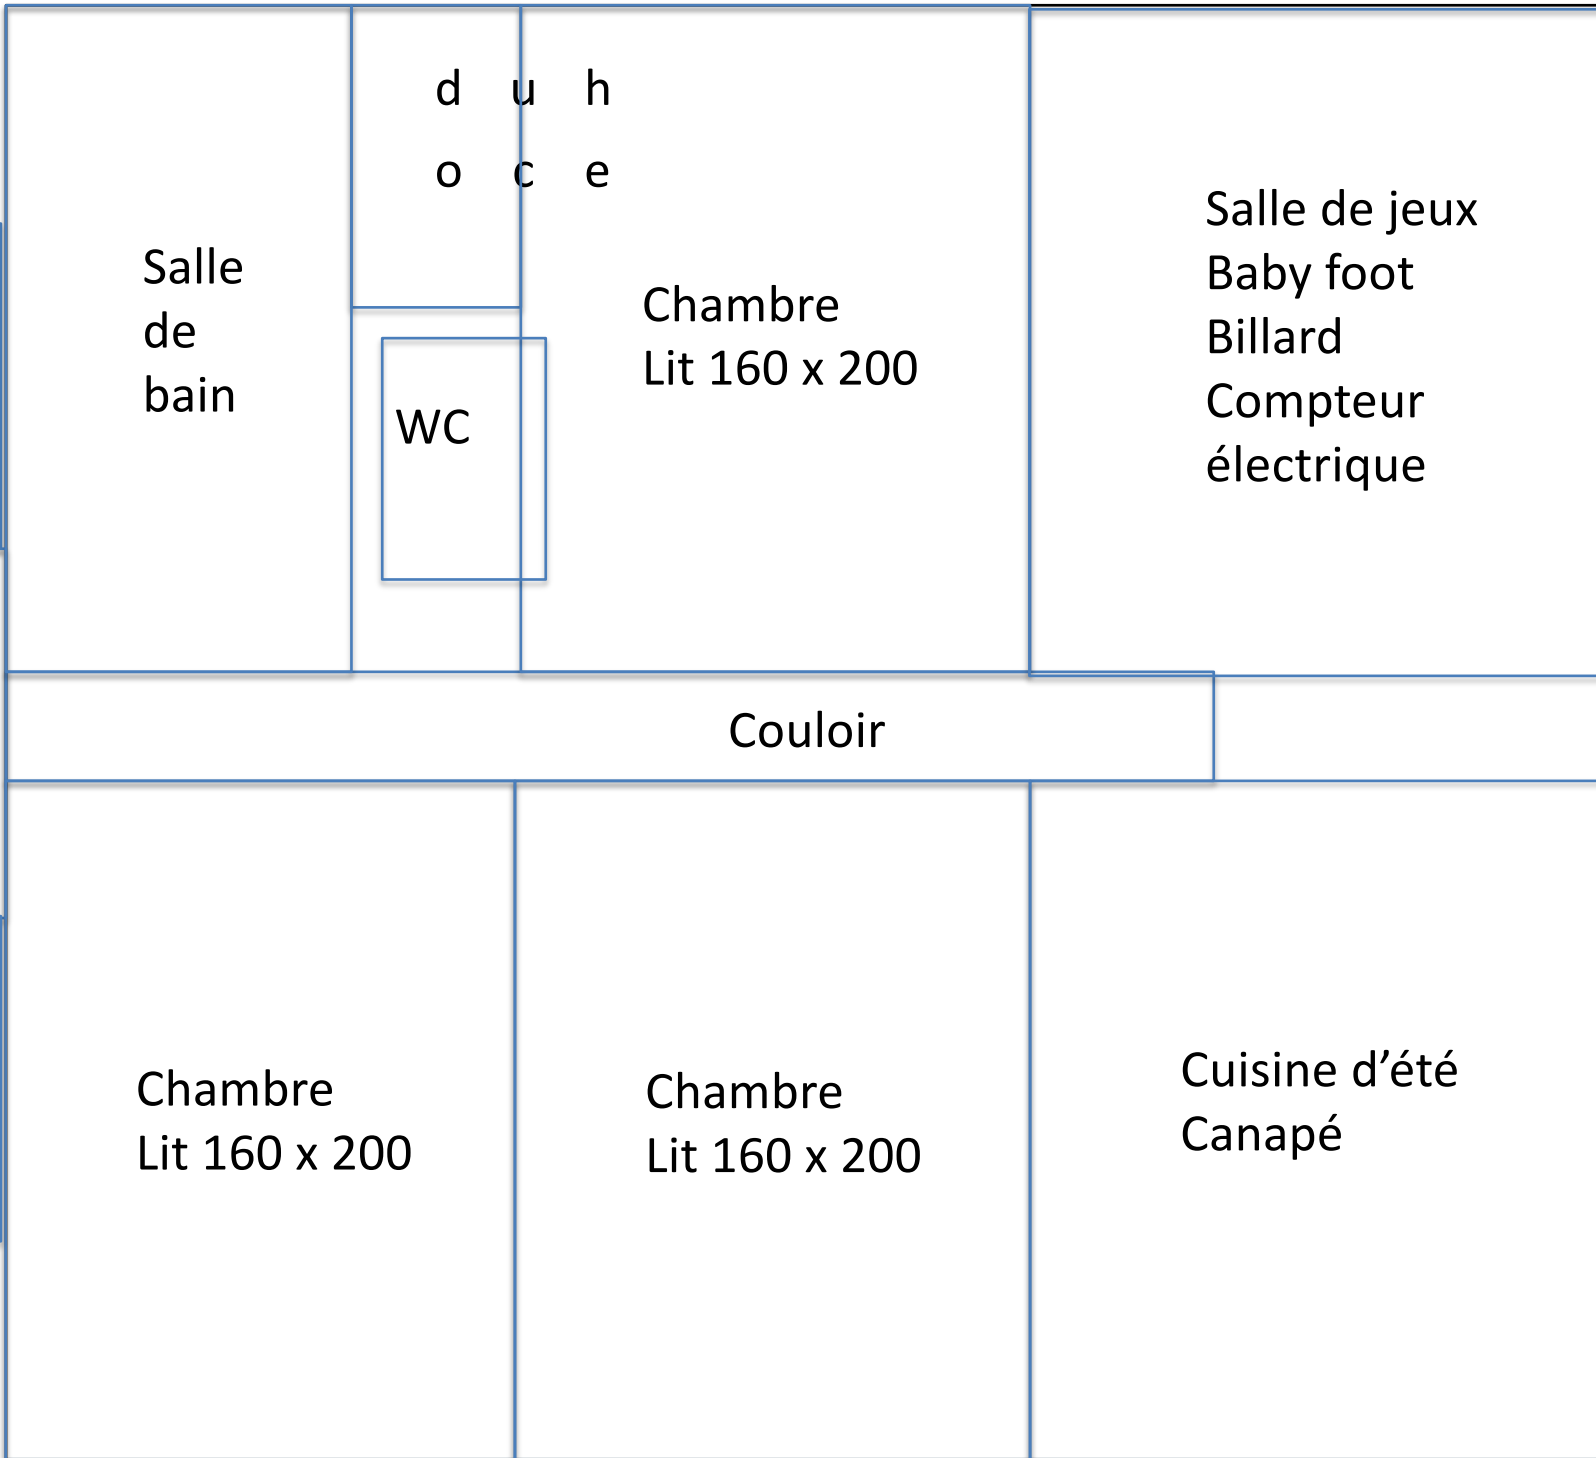 d u h
o c e
Salle
de
bain
WC
Chambre
Lit 160 x 200
Salle de jeux
Baby foot
Billard
Compteur
électrique
Couloir
Chambre
Lit 160 x 200
Chambre
Lit 160 x 200
Cuisine d’été
Canapé